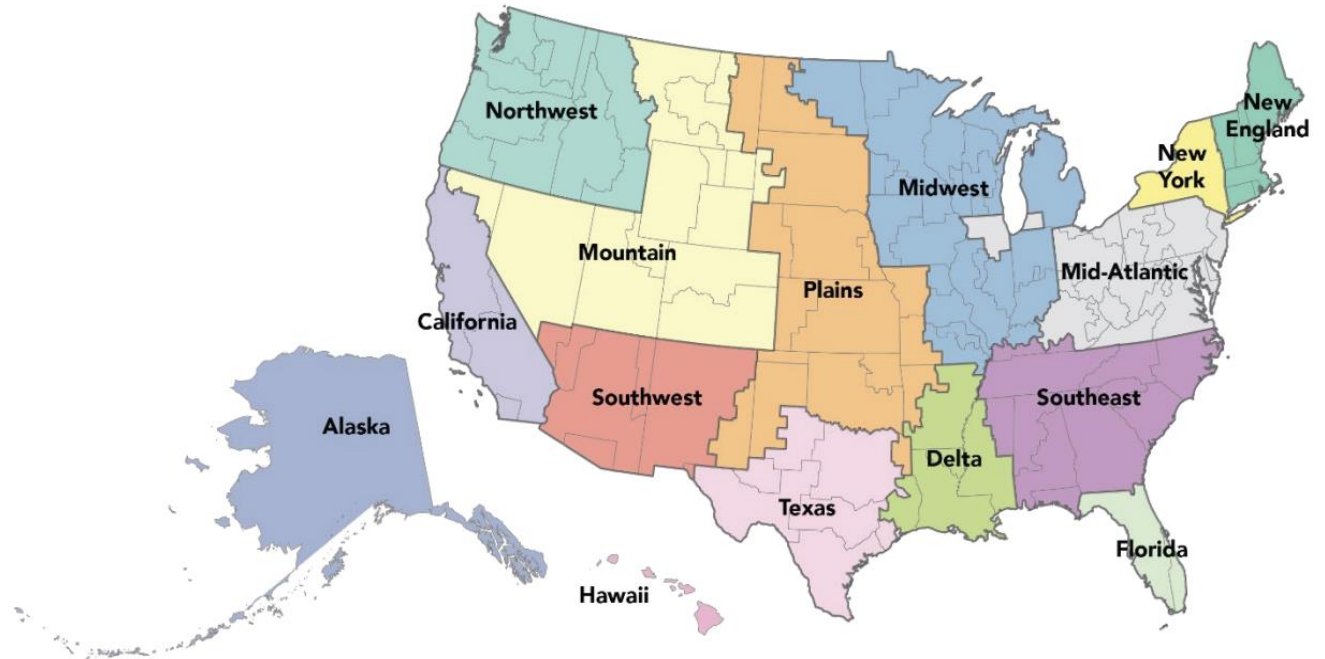 Northwest
New
England
New
York
Midwest
Mountain
Mid-Atlantic
Plains
California
Southwest
Southeast
Alaska
Delta
Texas
Florida
Hawaii